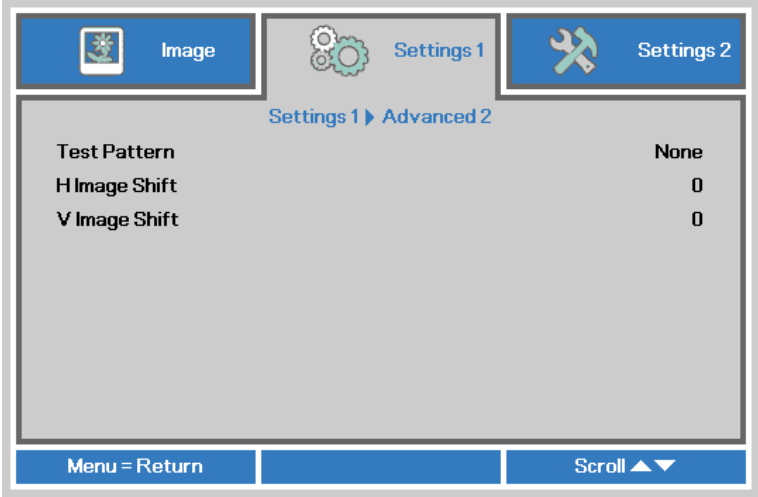 Image
Settings 1
Settings 2
Settings 1 ▶ Advanced 2
Test Pattern None
H Image Shift 0
V Image Shift 0
Menu = Return
Scroll ▲▼